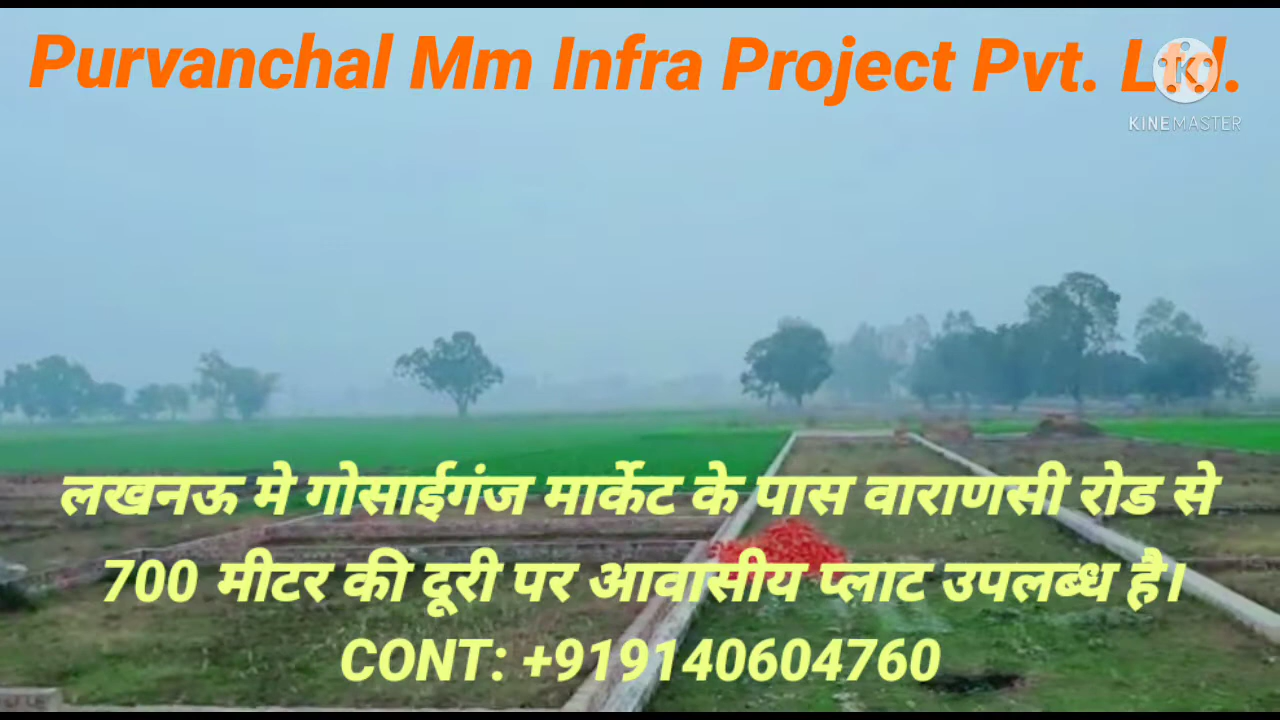 Purvanchal Mm Infra Project Pvt. Ltd.
KINEMASTER
लखनऊ मे गोसाईगंज मार्केट के पास वाराणसी रोड से
700 मीटर की दूरी पर आवासीय प्लाट उपलब्ध है।
CONT: +919140604760